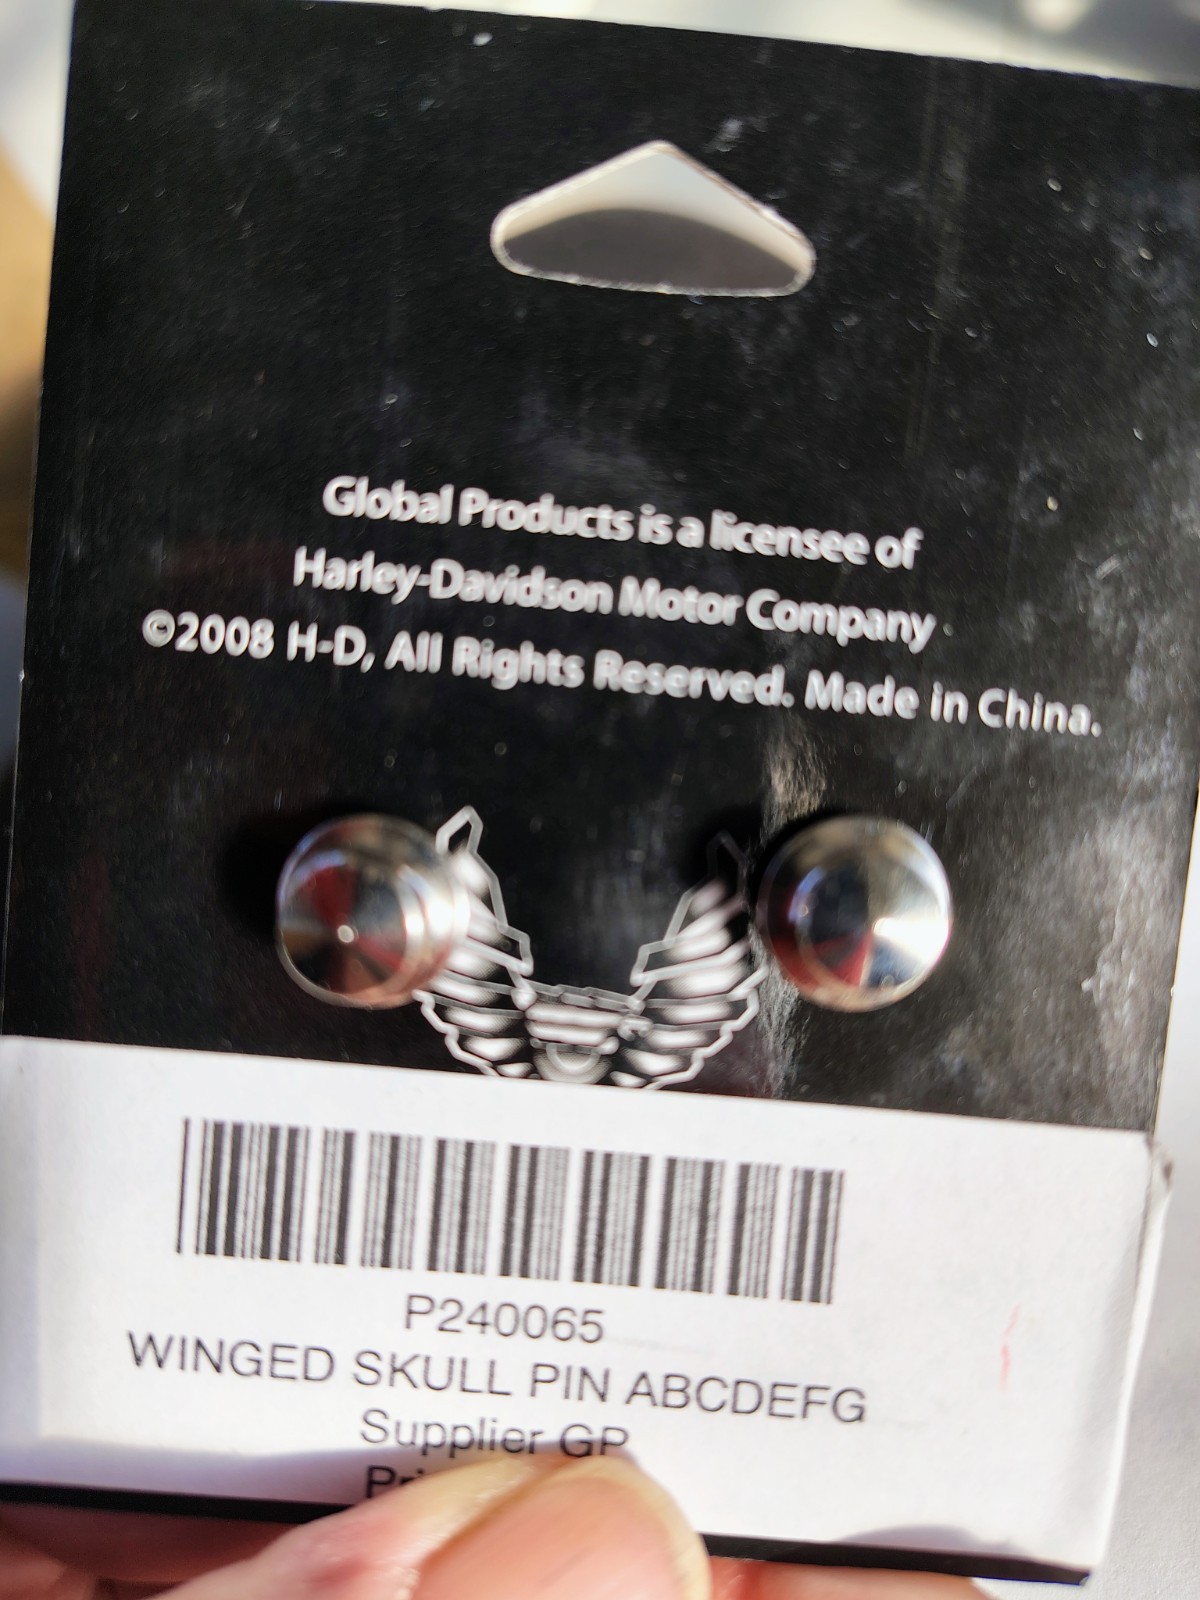 Global Products is a licensee of
Harley-Davidson Motor Company
©2008 H-D, All Rights Reserved. Made in China.
P240065
WINGED SKULL PIN ABCDEFG
Supplier GP